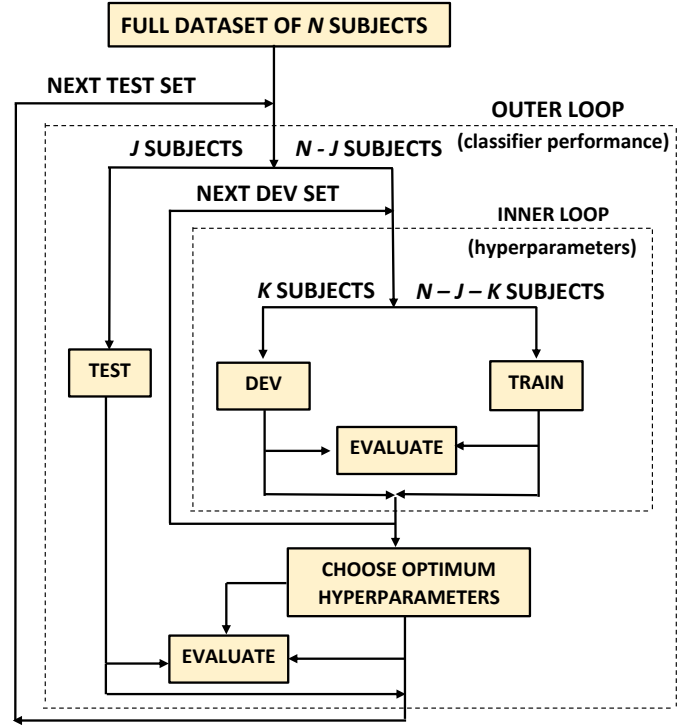 FULL DATASET OF N SUBJECTS
NEXT TEST SET
OUTER LOOP
(classifier performance)
J SUBJECTS
N - J SUBJECTS
NEXT DEV SET
INNER LOOP
(hyperparameters)
K SUBJECTS
N – J – K SUBJECTS
TEST
DEV
TRAIN
EVALUATE
CHOOSE OPTIMUM
HYPERPARAMETERS
EVALUATE